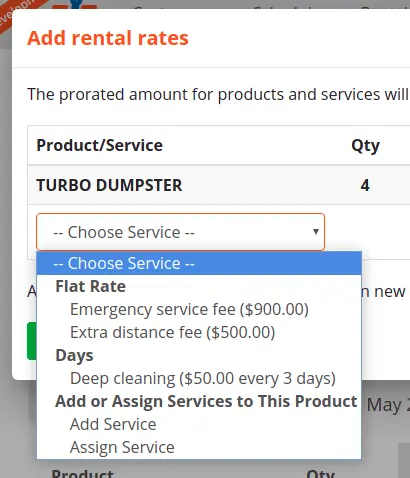 Add rental rates
The prorated amount for products and services will
Product/Service Qty
TURBO DUMPSTER 4
-- Choose Service --
-- Choose Service --
Flat Rate
Emergency service fee ($900.00)
n new
Extra distance fee ($500.00)
Days
Deep cleaning ($50.00 every 3 days)
Add or Assign Services to This Product
May 2
Add Service
Assign Service
Product Qty